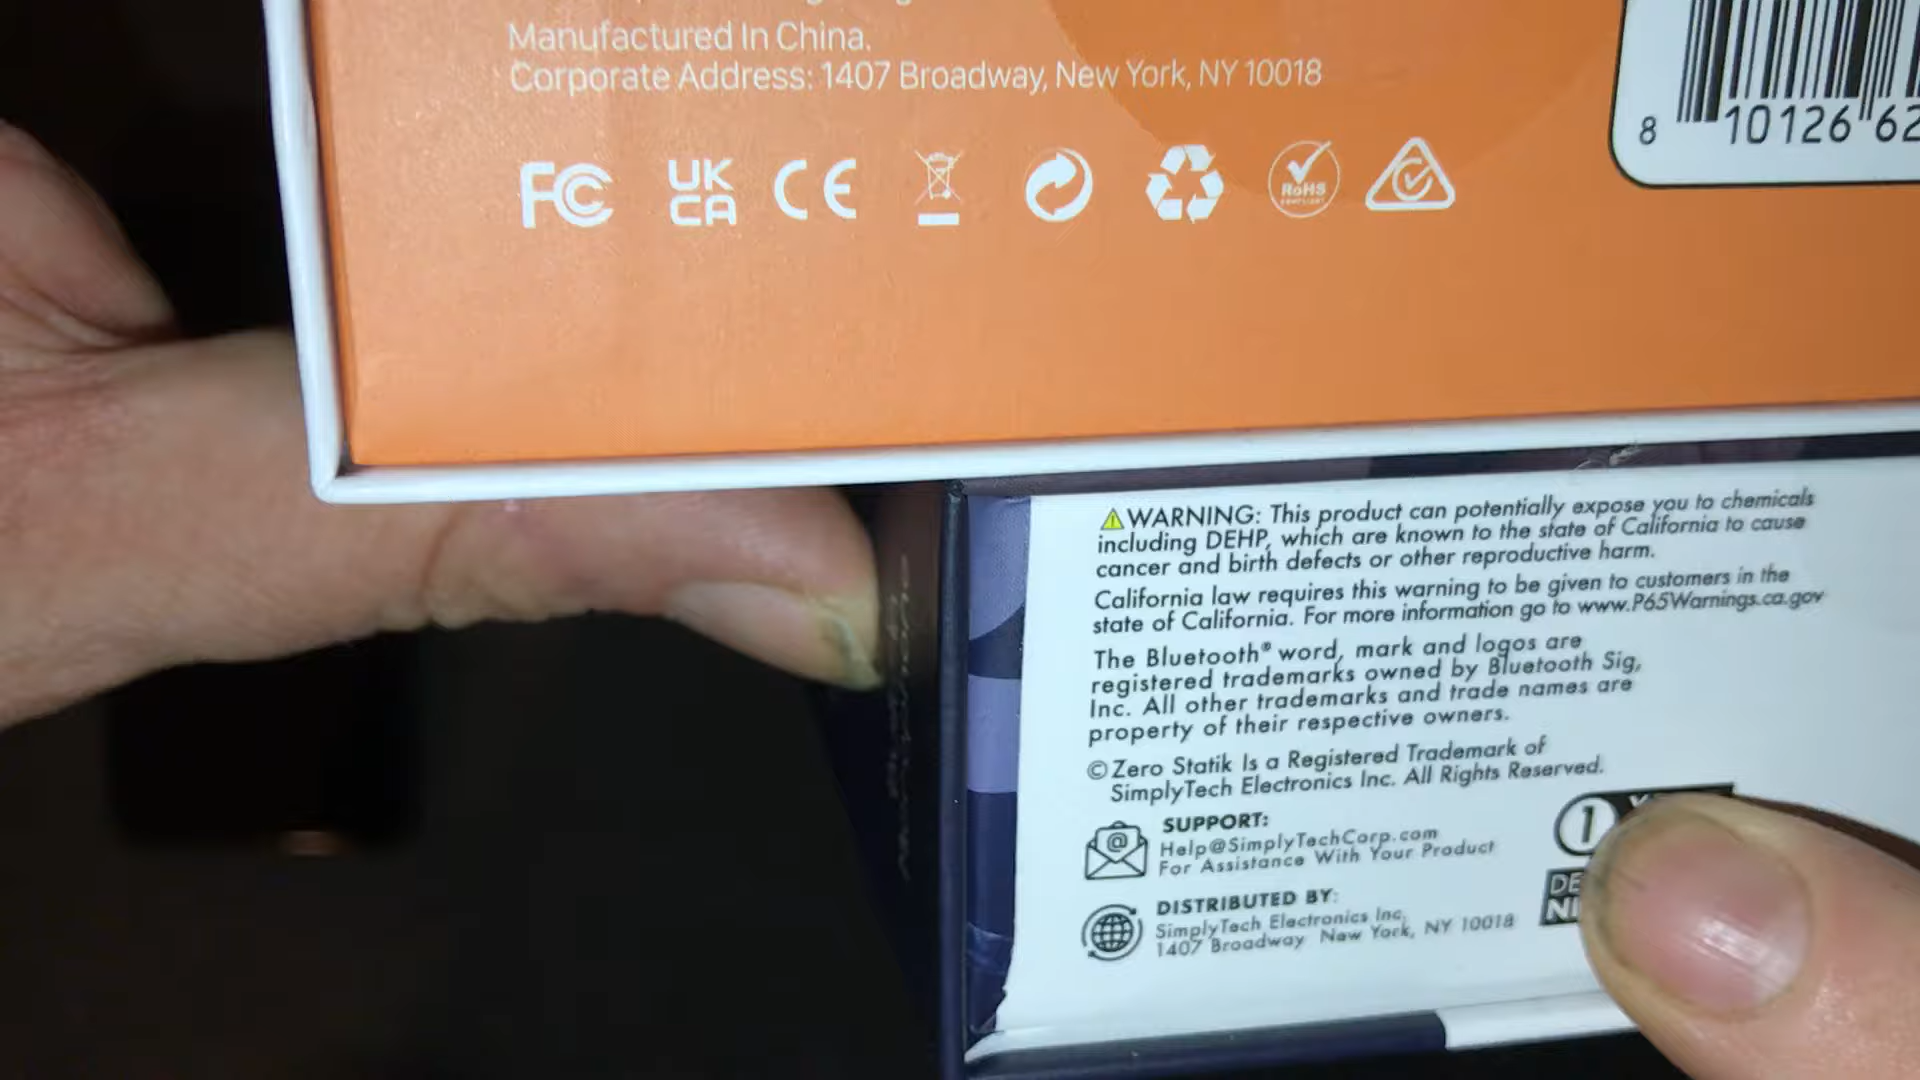 Manufactured In China.
Corporate Address: 1407 Broadway, New York, NY 10018
FC
UK
CA
CE
RoHS
COMPLIANT
8 10126 62
WARNING: This product can potentially expose you to chemicals
including DEHP, which are known to the state of California to cause
cancer and birth defects or other reproductive harm.
California law requires this warning to be given to customers in the
state of California. For more information go to www.P65Warnings.ca.gov
The Bluetooth® word, mark and logos are
registered trademarks owned by Bluetooth Sig,
Inc. All other trademarks and trade names are
property of their respective owners.
© Zero Statik Is a Registered Trademark of
SimplyTech Electronics Inc. All Rights Reserved.
SUPPORT:
Help@SimplyTechCorp.com
For Assistance With Your Product
1
DISTRIBUTED BY:
SimplyTech Electronics Inc,
1407 Broadway New York, NY 10018